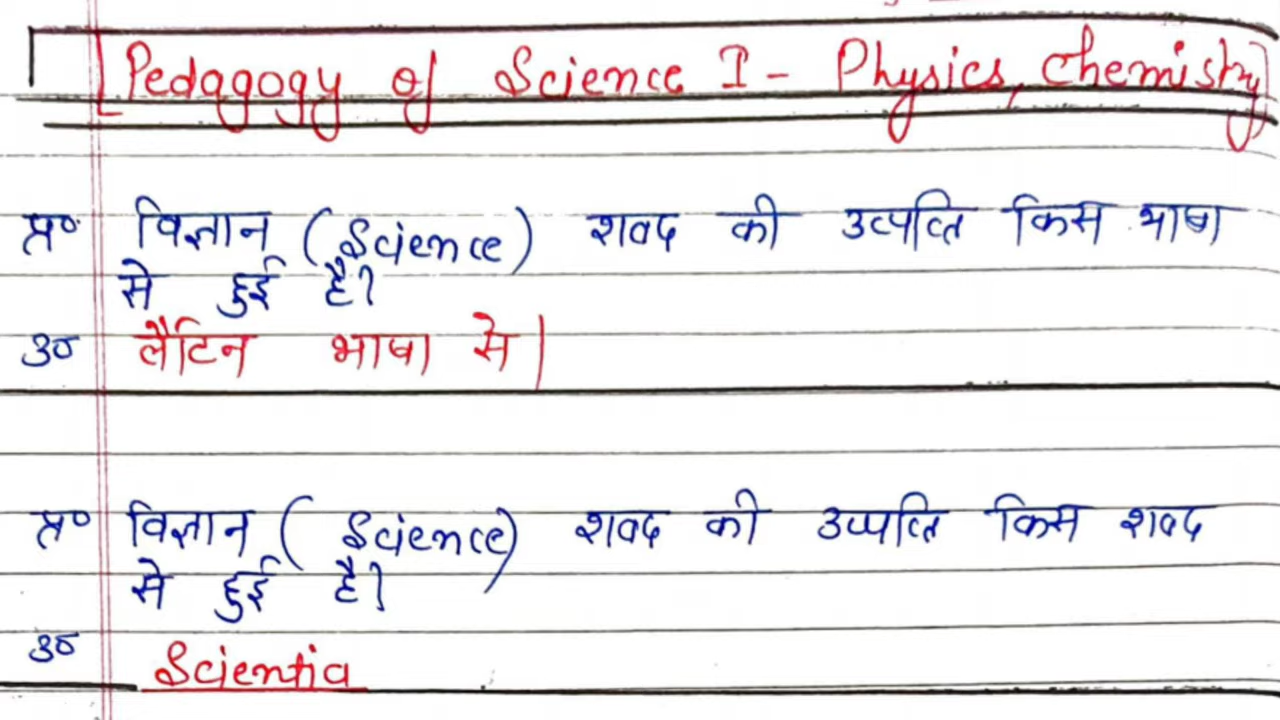 Pedagogy of Science I - Physics, Chemistry
प्र० विज्ञान (Science) शब्द की उत्पत्ति किस भाषा
से हुई है?
उ० लैटिन भाषा से|
प्र० विज्ञान (Science) शब्द की उत्पत्ति किस शब्द
से हुई है?
उ० Scientia